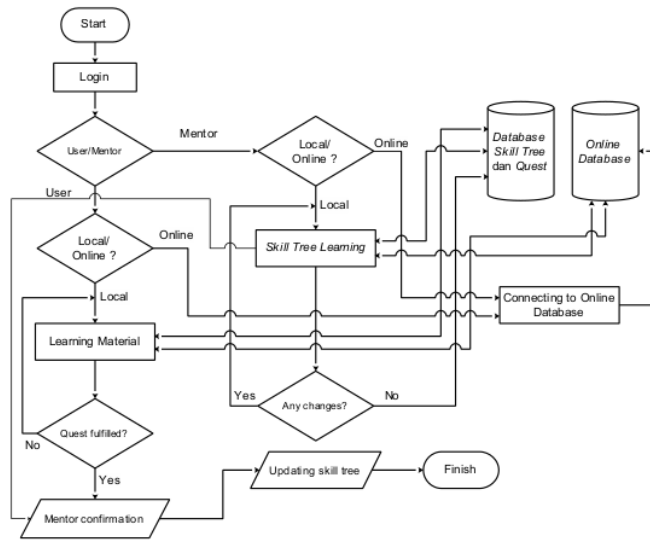 Start
Login
User/Mentor
Mentor
Local/
Online ?
Online
Database
Skill Tree
dan Quest
Online
Database
User
Local
Local/
Online ?
Online
Skill Tree Learning
Local
Connecting to Online
Database
Learning Material
Yes
Any changes?
No
Quest fulfilled?
No
Yes
Updating skill tree
Finish
Mentor confirmation